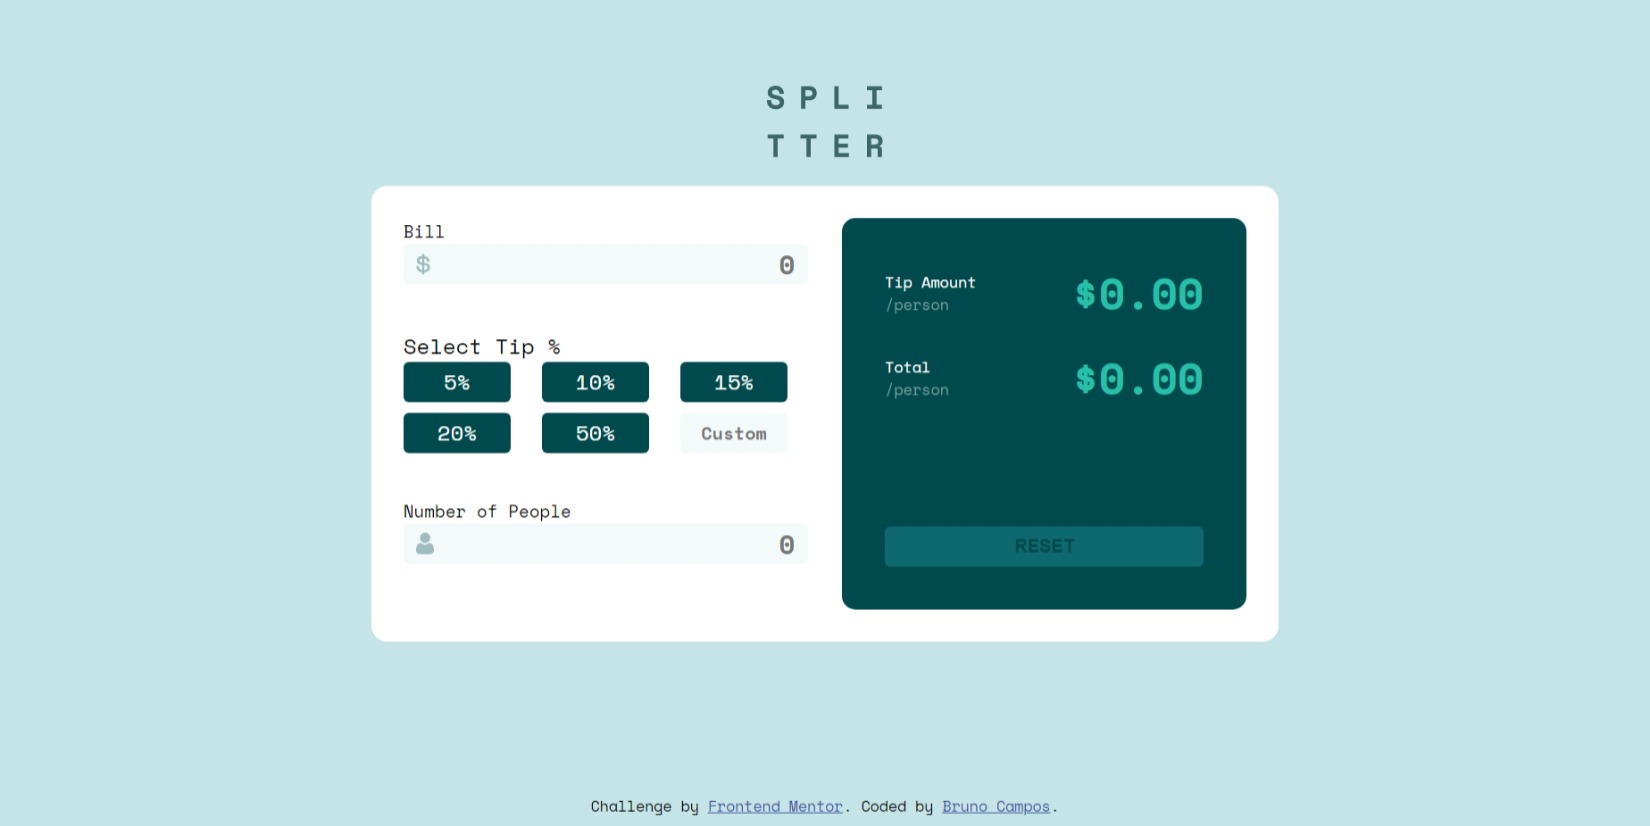 SPLI
TTER
Bill
$ 0
Select Tip %
5% 10% 15%
20% 50% Custom
Number of People
0
Tip Amount
/person
$0.00
Total
/person
$0.00
RESET
Challenge by Frontend Mentor. Coded by Bruno Campos.